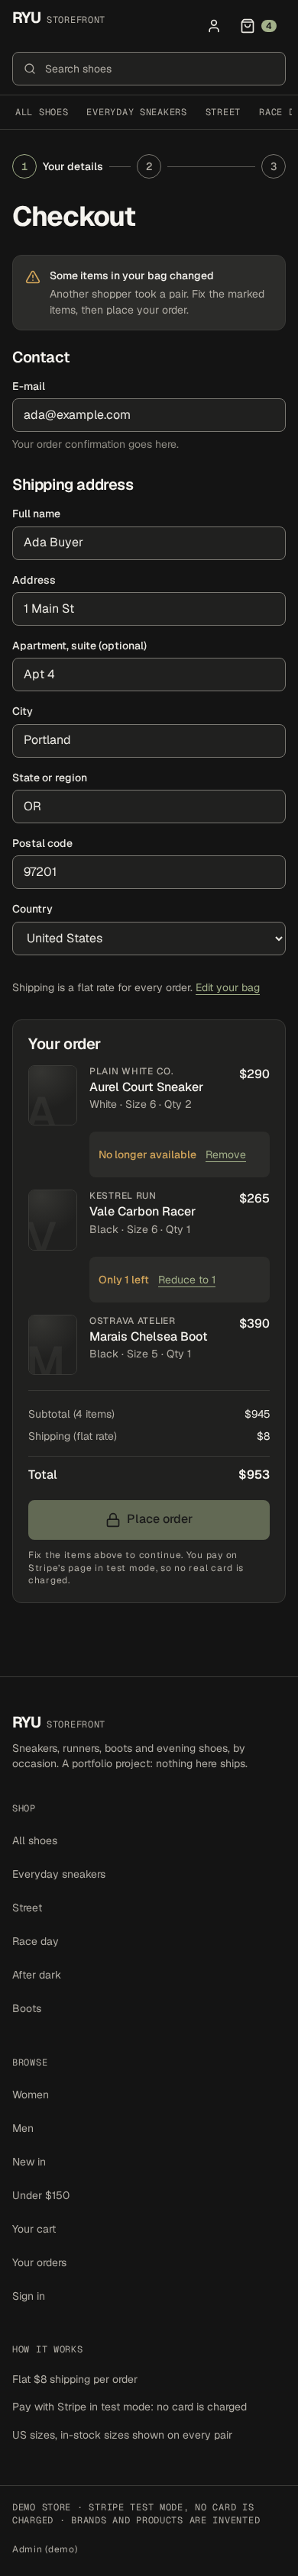 RYU STOREFRONT
4
Search shoes
ALL SHOES EVERYDAY SNEAKERS STREET RACE D
1 Your details 2 3
Checkout
Some items in your bag changed
Another shopper took a pair. Fix the marked
items, then place your order.
Contact
E-mail
ada@example.com
Your order confirmation goes here.
Shipping address
Full name
Ada Buyer
Address
1 Main St
Apartment, suite (optional)
Apt 4
City
Portland
State or region
OR
Postal code
97201
Country
United States
Shipping is a flat rate for every order. Edit your bag
Your order
A
PLAIN WHITE CO.
Aurel Court Sneaker
White · Size 6 · Qty 2
$290
No longer available Remove
V
KESTREL RUN
Vale Carbon Racer
Black · Size 6 · Qty 1
$265
Only 1 left Reduce to 1
M
OSTRAVA ATELIER
Marais Chelsea Boot
Black · Size 5 · Qty 1
$390
Subtotal (4 items) $945
Shipping (flat rate) $8
Total $953
Place order
Fix the items above to continue. You pay on
Stripe's page in test mode, so no real card is
charged.
RYU STOREFRONT
Sneakers, runners, boots and evening shoes, by
occasion. A portfolio project: nothing here ships.
SHOP
All shoes
Everyday sneakers
Street
Race day
After dark
Boots
BROWSE
Women
Men
New in
Under $150
Your cart
Your orders
Sign in
HOW IT WORKS
Flat $8 shipping per order
Pay with Stripe in test mode: no card is charged
US sizes, in-stock sizes shown on every pair
DEMO STORE · STRIPE TEST MODE, NO CARD IS
CHARGED · BRANDS AND PRODUCTS ARE INVENTED
Admin (demo)